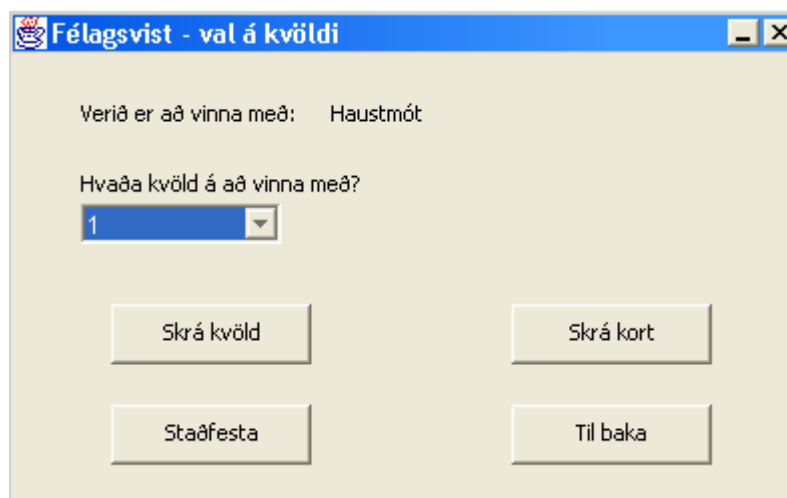 Félagsvist - val á kvöldi
Verið er að vinna með: Haustmót
Hvaða kvöld á að vinna með?
1
Skrá kvöld Skrá kort
Staðfesta Til baka